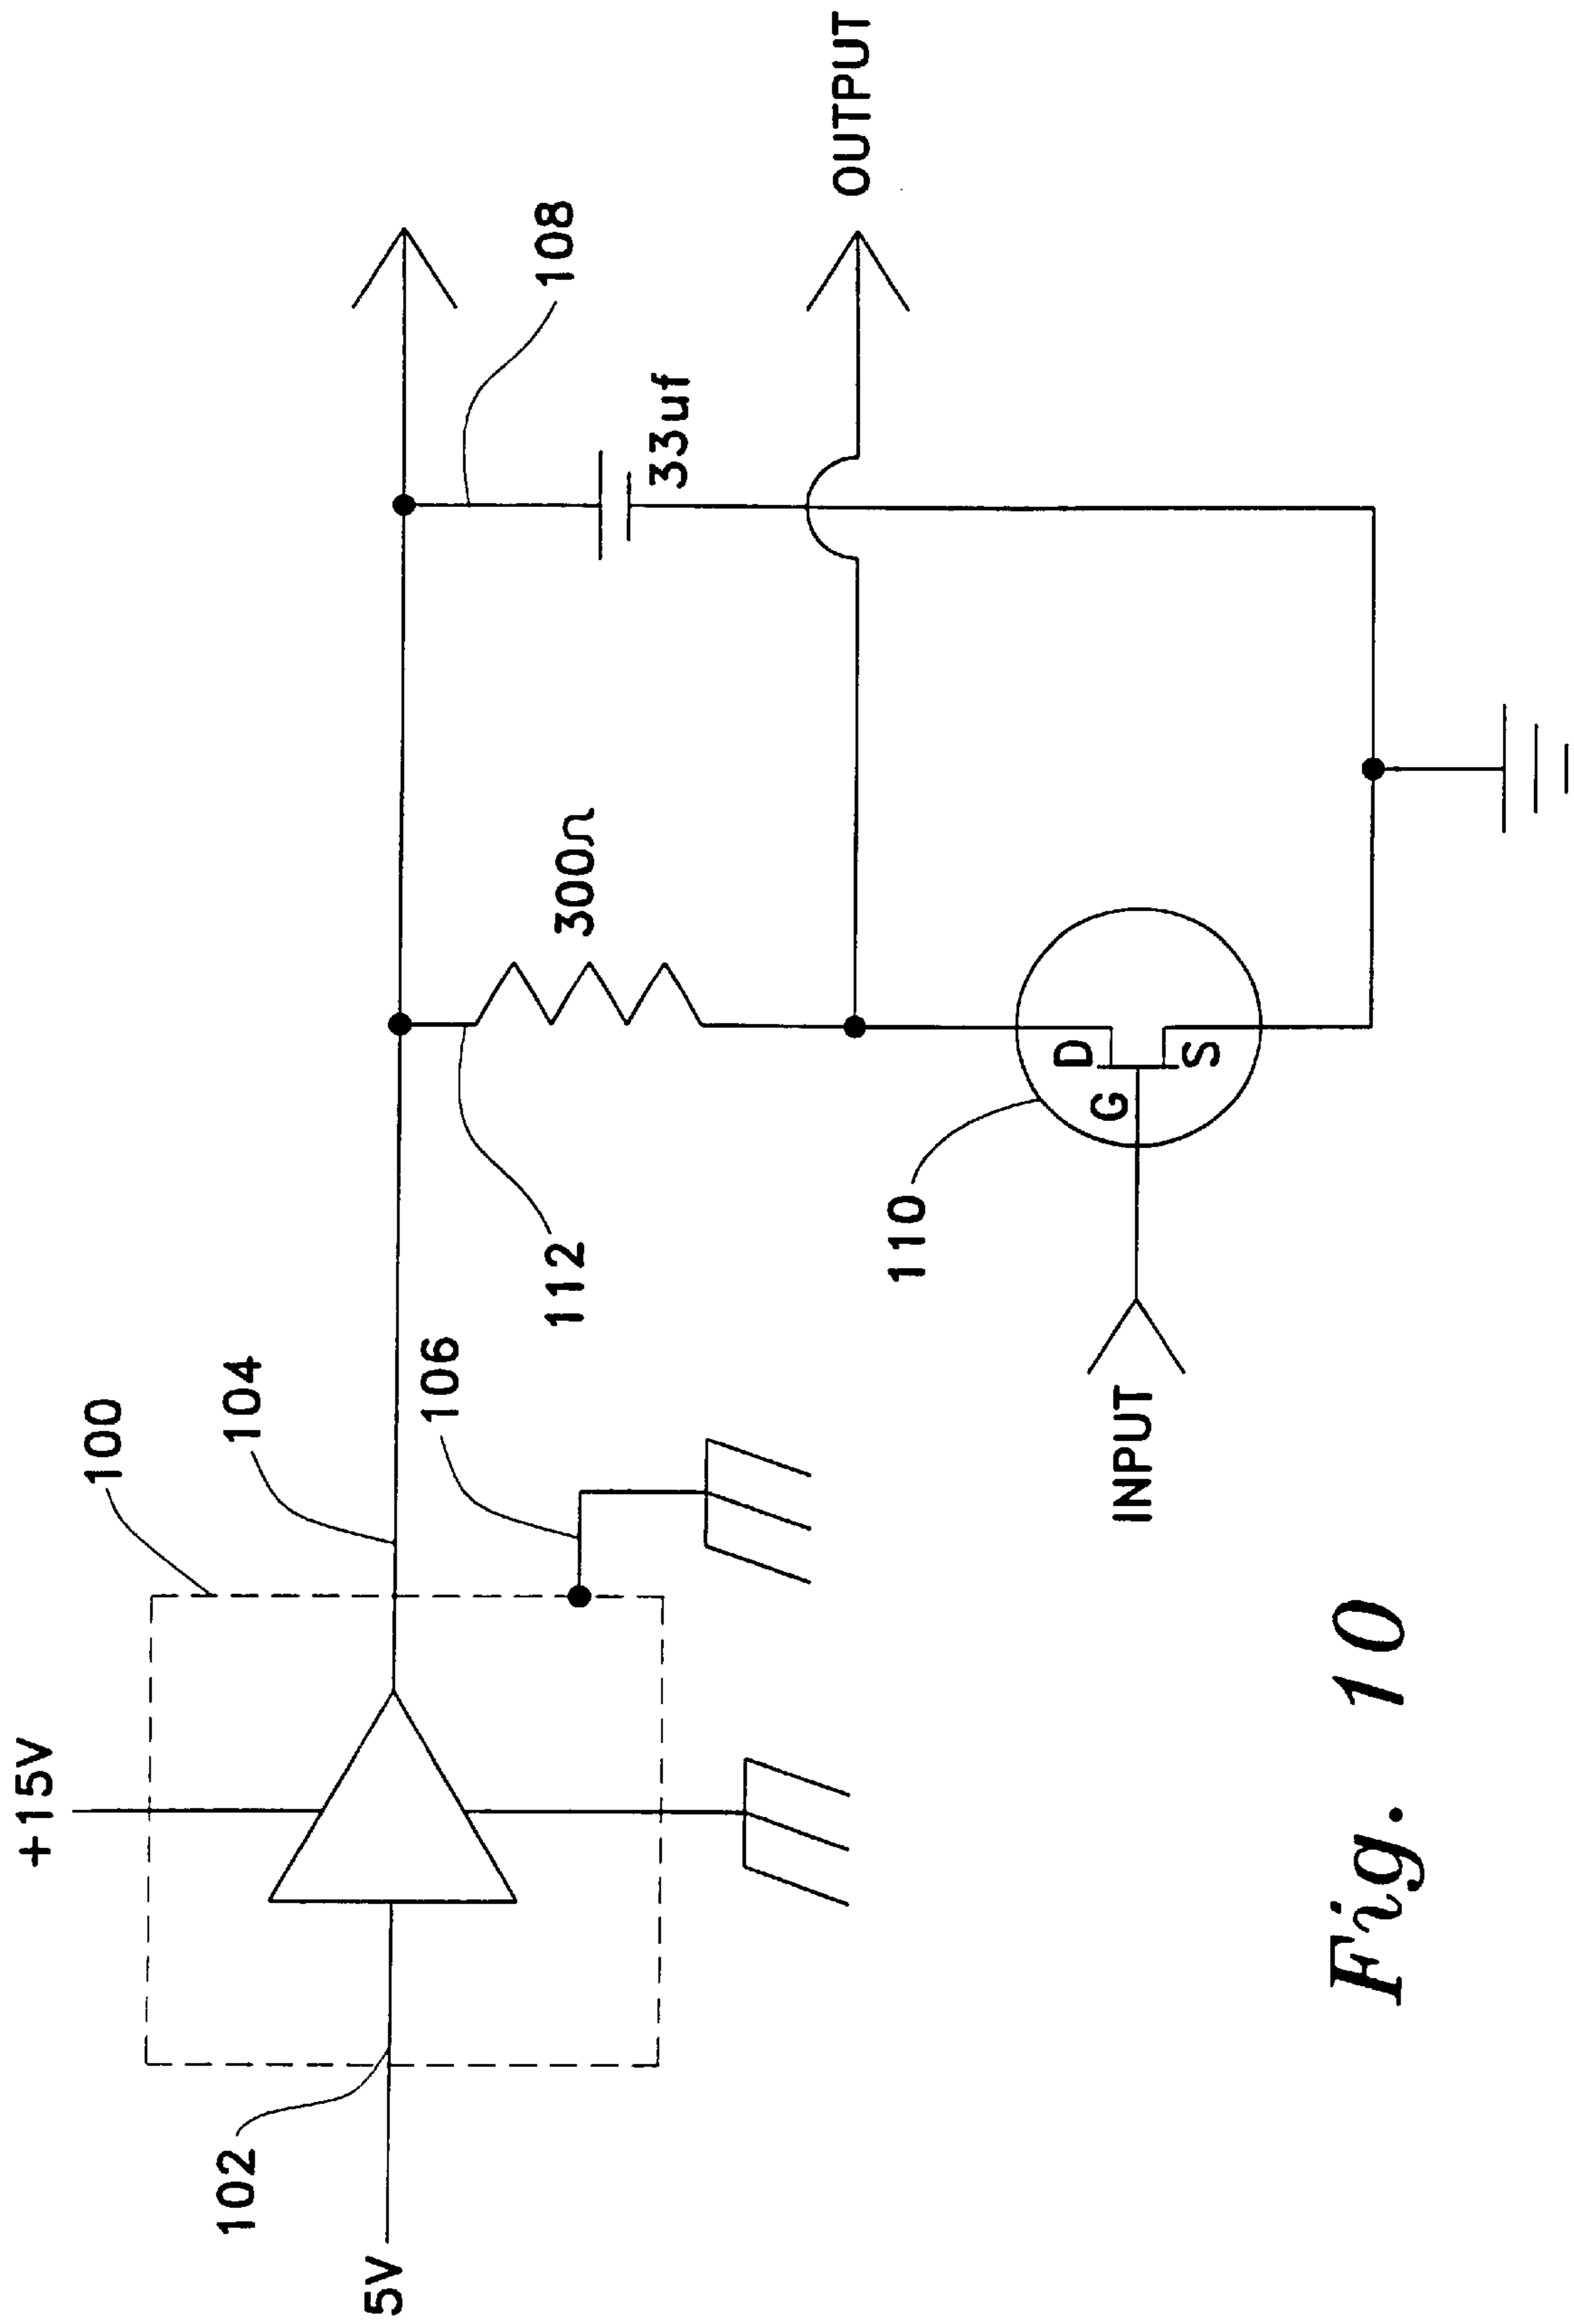 +15V
100
104
106
102
5V
112
300Ω
108
33uf
OUTPUT
110
D
G
S
INPUT
Fig. 10